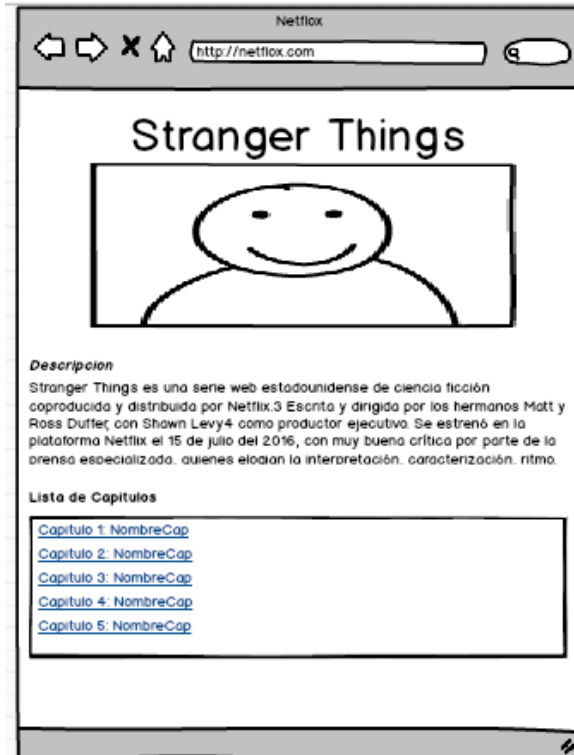 Netflox
http://netflox.com
Stranger Things
Descripcion
Stranger Things es una serie web estadounidense de ciencia ficción
coproducida y distribuida por Netflix.3 Escrita y dirigida por los hermanos Matt y
Ross Duffer, con Shawn Levy4 como productor ejecutivo. Se estrenó en la
plataforma Netflix el 15 de julio del 2016, con muy buena crítica por parte de la
prensa especializada, quienes elogian la interpretación, caracterización, ritmo,
Lista de Capitulos
Capitulo 1: NombreCap
Capitulo 2: NombreCap
Capitulo 3: NombreCap
Capitulo 4: NombreCap
Capitulo 5: NombreCap